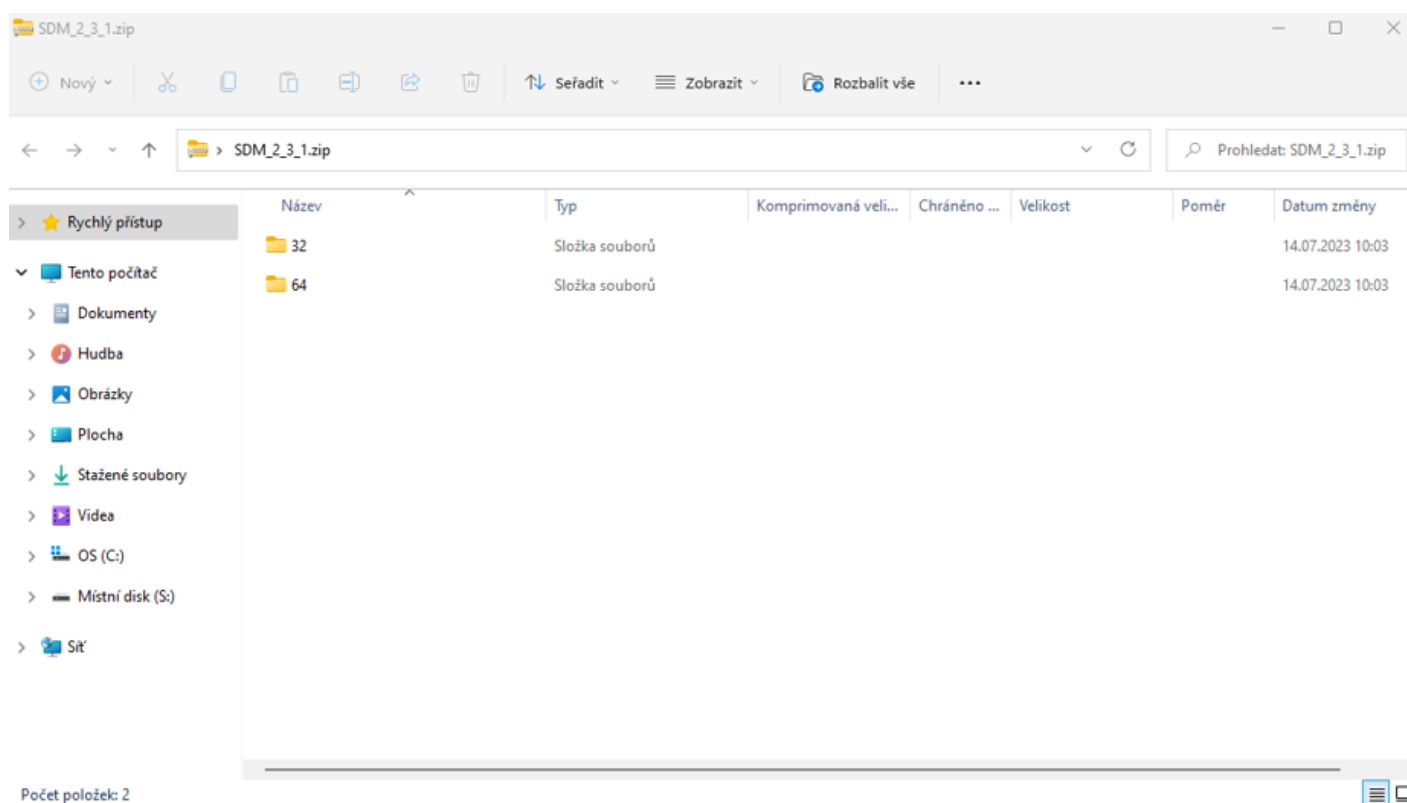 SDM_2_3_1.zip
Nový
Seřadit
Zobrazit
Rozbalit vše
SDM_2_3_1.zip
Prohledat: SDM_2_3_1.zip
Název Typ Komprimovaná veli... Chráněno ... Velikost Poměr Datum změny
Rychlý přístup
32 Složka souborů 14.07.2023 10:03
Tento počítač
64 Složka souborů 14.07.2023 10:03
Dokumenty
Hudba
Obrázky
Plocha
Stažené soubory
Videa
OS (C:)
Místní disk (S:)
Síť
Počet položek: 2